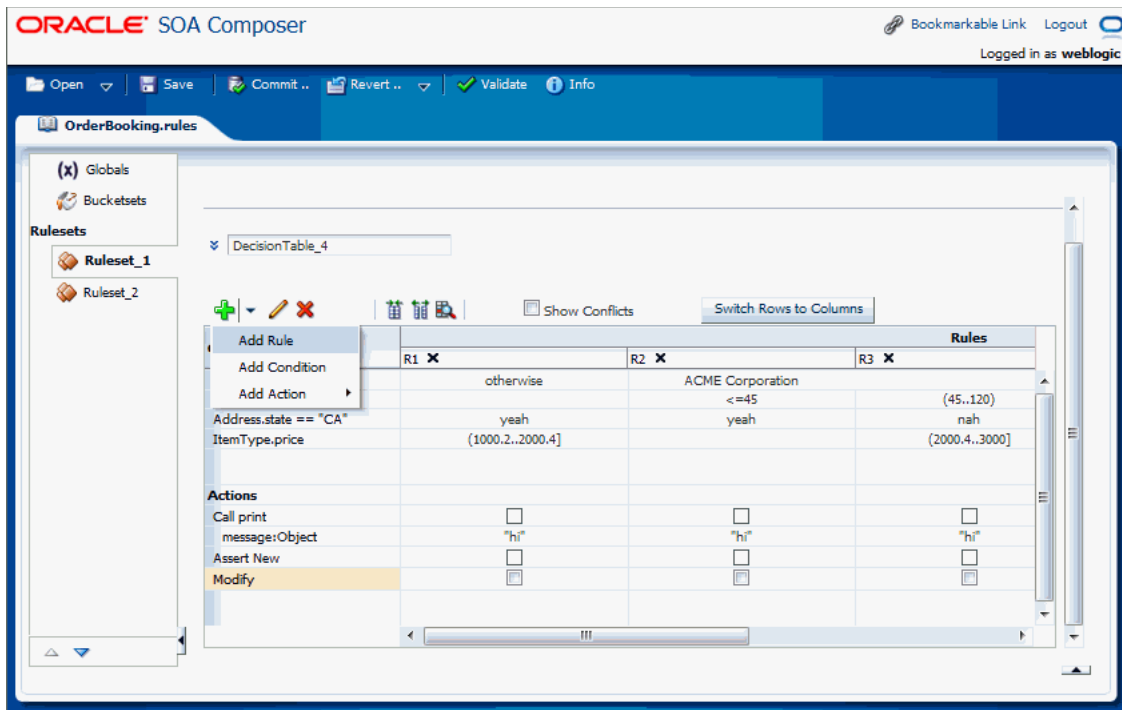 ORACLE SOA Composer
Bookmarkable Link Logout
Logged in as weblogic
Open Save Commit .. Revert .. Validate Info
OrderBooking.rules
(x) Globals
Bucketsets
Rulesets
Ruleset_1
Ruleset_2
DecisionTable_4
Show Conflicts Switch Rows to Columns
Add Rule
Add Condition
Add Action
Rules
R1 R2 R3
otherwise ACME Corporation
<=45 (45..120)
Address.state == "CA" yeah yeah nah
ItemType.price (1000.2..2000.4] (2000.4..3000]
Actions
Call print
message:Object "hi" "hi" "hi"
Assert New
Modify